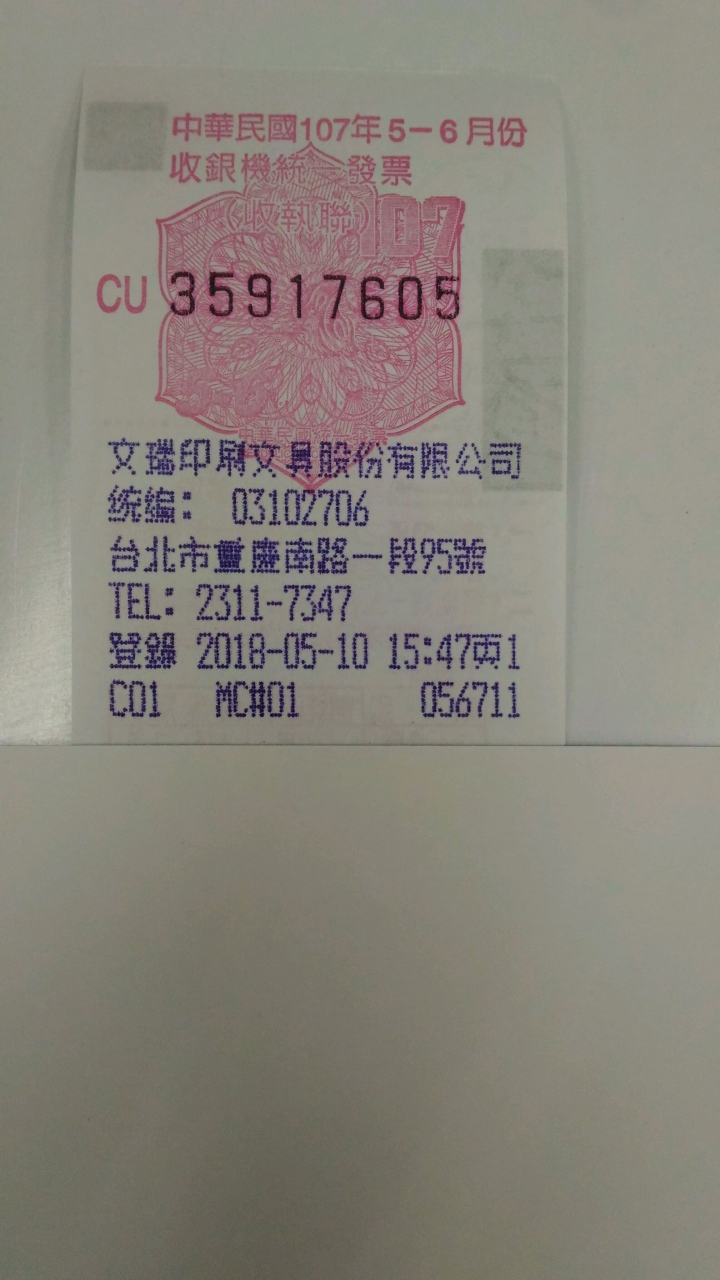 中華民國107年5-6月份
收銀機統一發票
(收執聯)
107
CU 35917605
文瑞印刷文具股份有限公司
統編: 03102706
台北市重慶南路一段95號
TEL: 2311-7347
登錄 2018-05-10 15:47兩1
C01 MC#01 056711